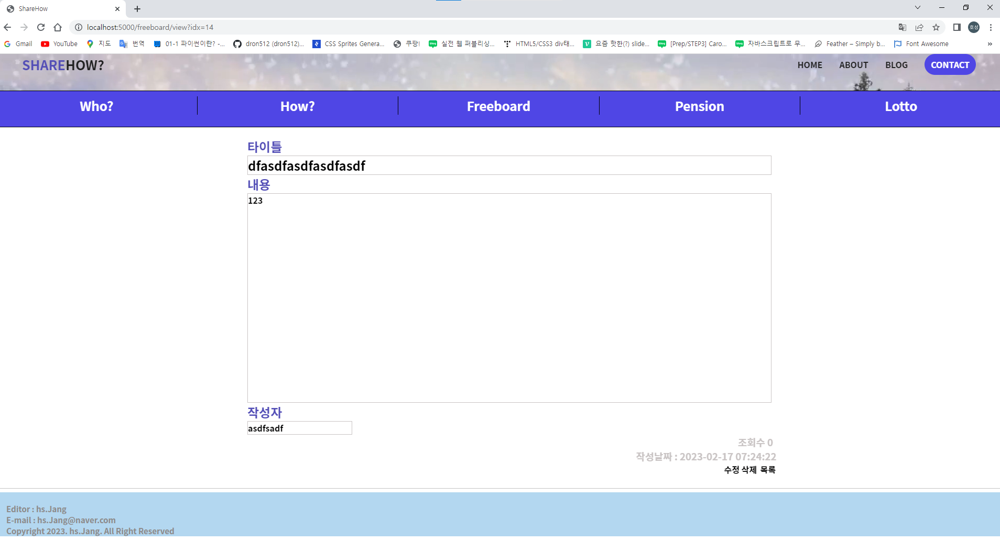 ShareHow
localhost:5000/freeboard/view?idx=14
호성
Gmail YouTube 지도 번역 01-1 파이썬이란? -... dron512 (dron512)... CSS Sprites Genera... 쿠팡! 실전 웹 퍼블리싱... HTML5/CSS3 div태... 요즘 핫한(?) slide... [Prep/STEP3] Caro... 자바스크립트로 무... Feather – Simply b... Font Awesome »
SHAREHOW? HOME ABOUT BLOG CONTACT
Who? How? Freeboard Pension Lotto
타이틀
dfasdfasdfasdfasdf
내용
123
작성자
asdfsadf
조회수 0
작성날짜 : 2023-02-17 07:24:22
수정 삭제 목록
Editor : hs.Jang
E-mail : hs.Jang@naver.com
Copyright 2023. hs.Jang. All Right Reserved